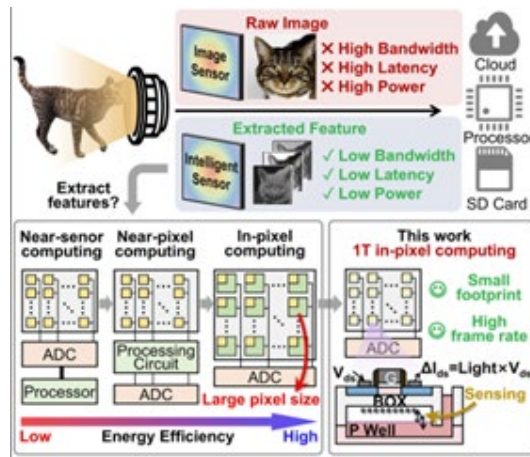 Raw Image
Image
Sensor
× High Bandwidth
× High Latency
× High Power
Cloud
Processor
SD Card
Extracted Feature
Intelligent
Sensor
✓ Low Bandwidth
✓ Low Latency
✓ Low Power
Extract
features?
Near-senor
computing
ADC
Processor
Near-pixel
computing
Processing
Circuit
ADC
In-pixel
computing
ADC
Large pixel size
Low
Energy Efficiency
High
This work
1T in-pixel computing
Small
footprint
High
frame rate
ADC
Vds
G
ΔIds=Light×Vds
BOX
Sensing
P Well